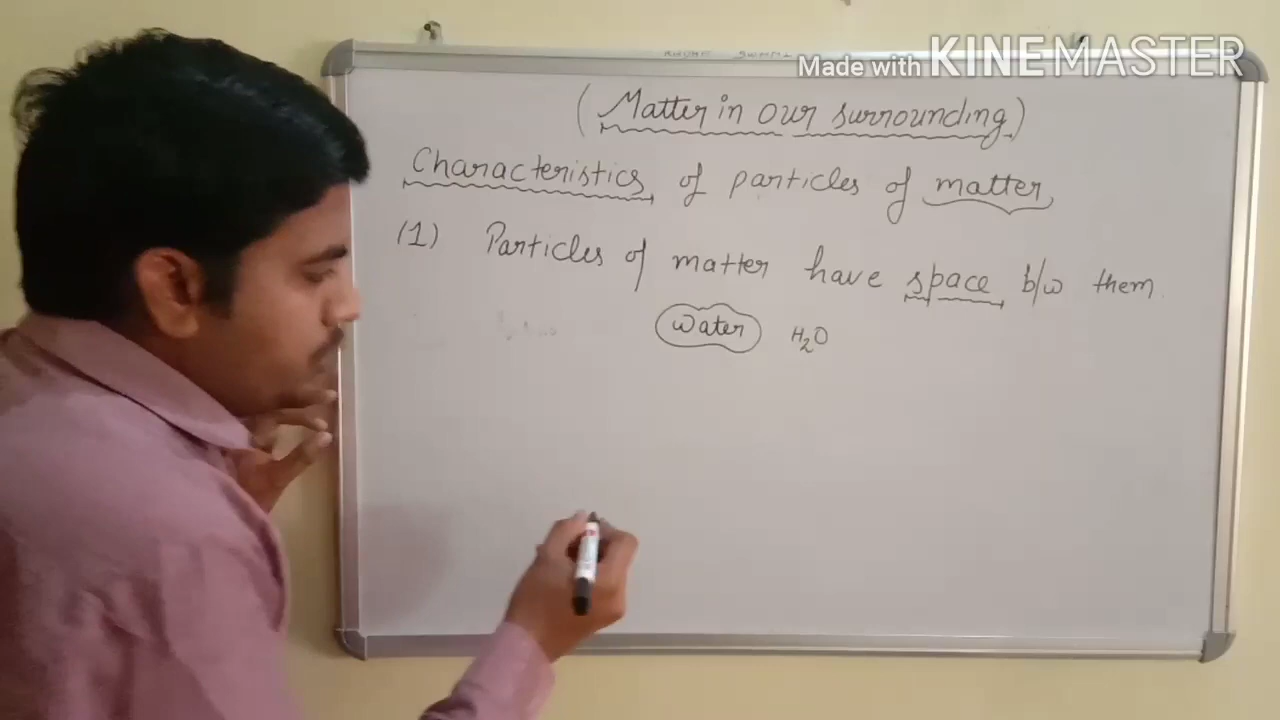 Made with KINEMASTER
(Matter in our surrounding)
Characteristics of particles of matter
(1) Particles of matter have space b/w them.
Water H2O